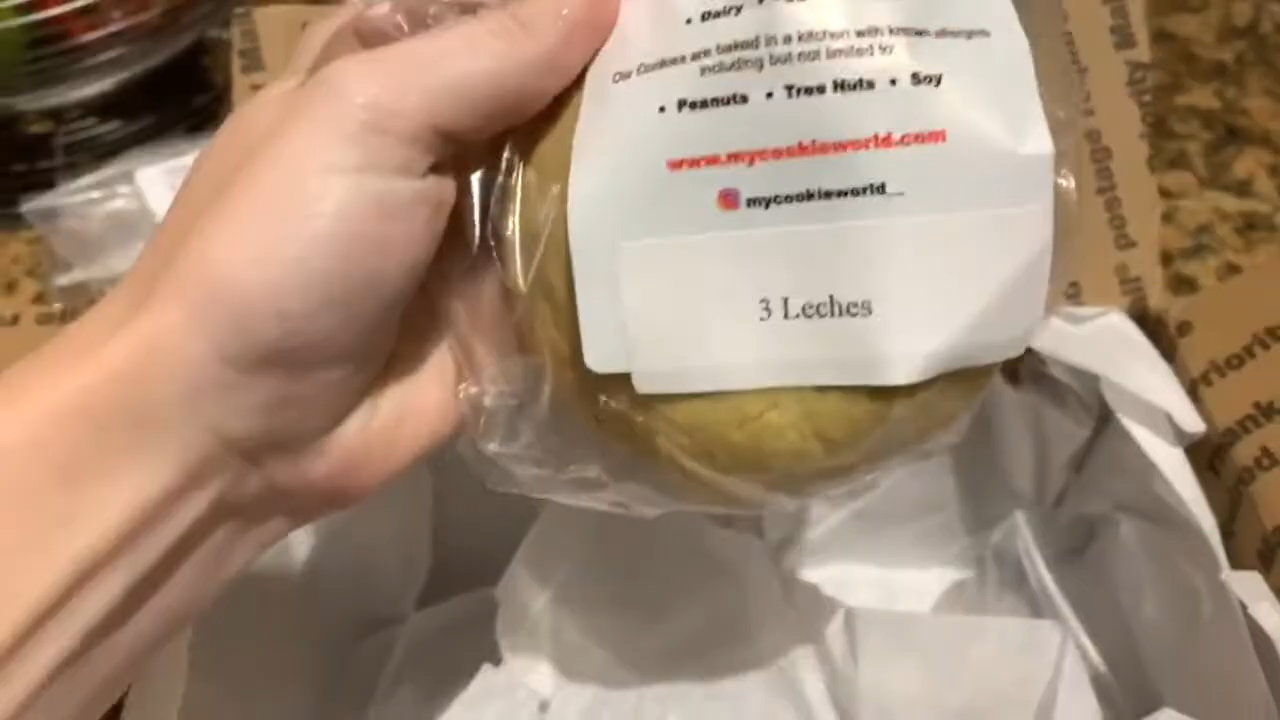 • Dairy
Our Cookies are baked in a kitchen with known allergens
including but not limited to
• Peanuts • Tree Nuts • Soy
www.mycookieworld.com
mycookieworld__
3 Leches